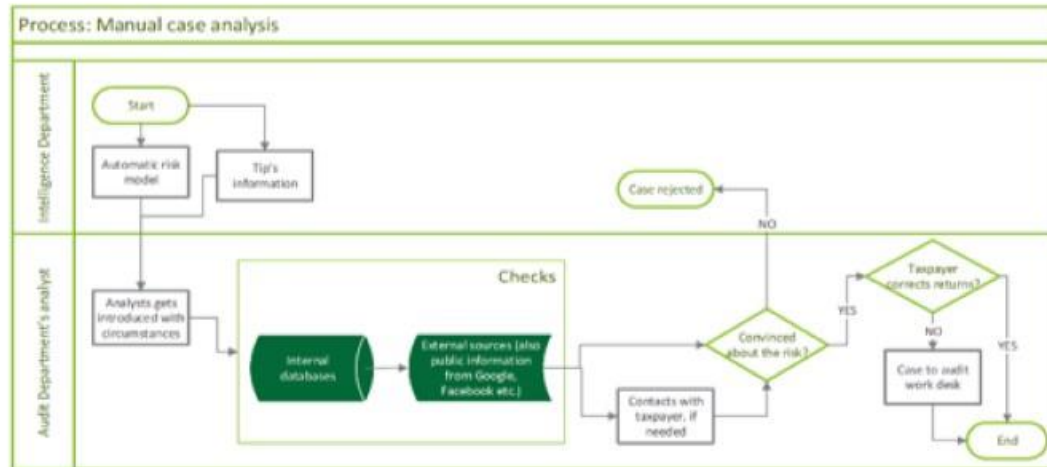 Process: Manual case analysis
Intelligence Department
Start
Automatic risk
model
Tip's
information
Case rejected
NO
Audit Department's analyst
Analysts gets
introduced with
circumstances
Checks
Internal
databases
External sources (also
public information
from Google,
Facebook etc.)
Contacts with
taxpayer, if
needed
Convinced
about the risk?
YES
Taxpayer
corrects returns?
NO
YES
Case to audit
work desk
End